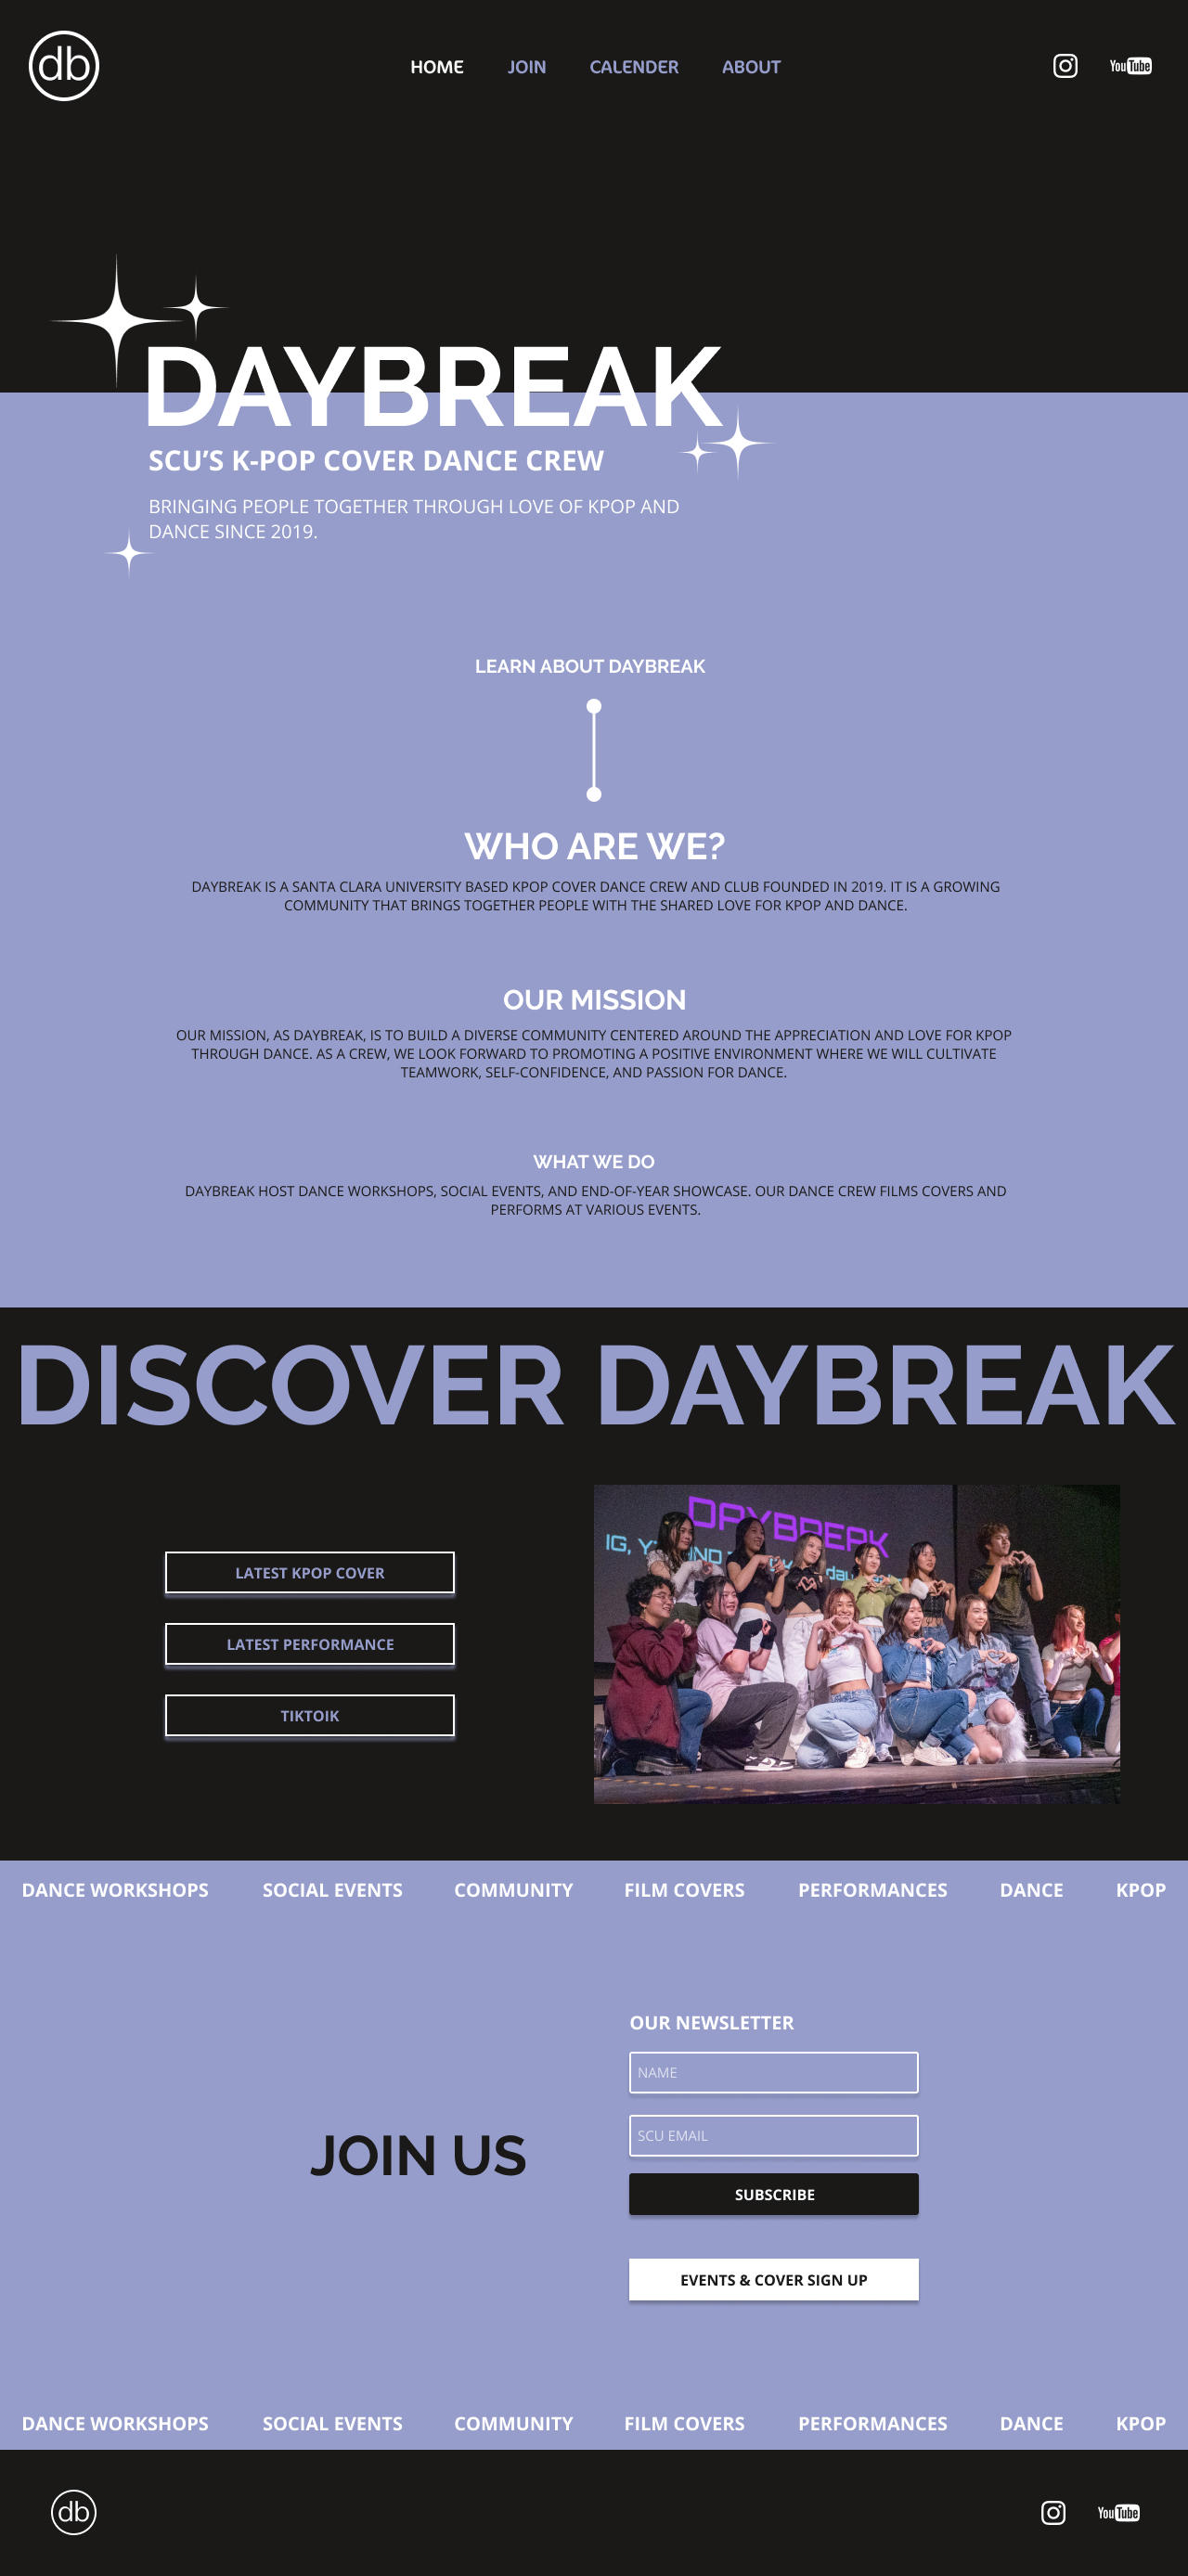 db
HOME JOIN CALENDER ABOUT
You Tube
DAYBREAK
SCU'S K-POP COVER DANCE CREW
BRINGING PEOPLE TOGETHER THROUGH LOVE OF KPOP AND
DANCE SINCE 2019.
LEARN ABOUT DAYBREAK
WHO ARE WE?
DAYBREAK IS A SANTA CLARA UNIVERSITY BASED KPOP COVER DANCE CREW AND CLUB FOUNDED IN 2019. IT IS A GROWING
COMMUNITY THAT BRINGS TOGETHER PEOPLE WITH THE SHARED LOVE FOR KPOP AND DANCE.
OUR MISSION
OUR MISSION, AS DAYBREAK, IS TO BUILD A DIVERSE COMMUNITY CENTERED AROUND THE APPRECIATION AND LOVE FOR KPOP
THROUGH DANCE. AS A CREW, WE LOOK FORWARD TO PROMOTING A POSITIVE ENVIRONMENT WHERE WE WILL CULTIVATE
TEAMWORK, SELF-CONFIDENCE, AND PASSION FOR DANCE.
WHAT WE DO
DAYBREAK HOST DANCE WORKSHOPS, SOCIAL EVENTS, AND END-OF-YEAR SHOWCASE. OUR DANCE CREW FILMS COVERS AND
PERFORMS AT VARIOUS EVENTS.
DISCOVER DAYBREAK
DAYBREAK
IG,
LATEST KPOP COVER
LATEST PERFORMANCE
TIKTOIK
DANCE WORKSHOPS SOCIAL EVENTS COMMUNITY FILM COVERS PERFORMANCES DANCE KPOP
JOIN US
OUR NEWSLETTER
NAME
SCU EMAIL
SUBSCRIBE
EVENTS & COVER SIGN UP
DANCE WORKSHOPS SOCIAL EVENTS COMMUNITY FILM COVERS PERFORMANCES DANCE KPOP
db
You Tube